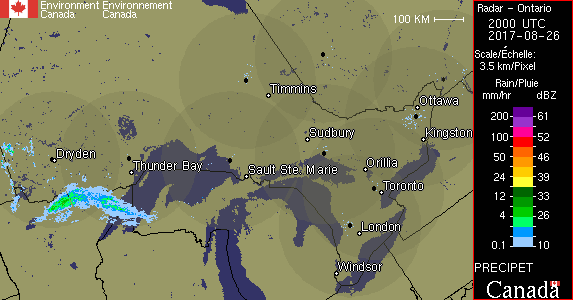 Environment Environnement
Canada Canada
100 KM
Timmins
Ottawa
Sudbury
Kingston
Dryden
Thunder Bay
Sault Ste. Marie
Orillia
Toronto
London
Windsor
Radar - Ontario
2000 UTC
2017-08-26
Scale/Échelle:
3.5 km/Pixel
Rain/Pluie
mm/hr dBZ
200 61
100 52
50 46
24 39
12 33
4 26
0.1 10
PRECIPET
Canada